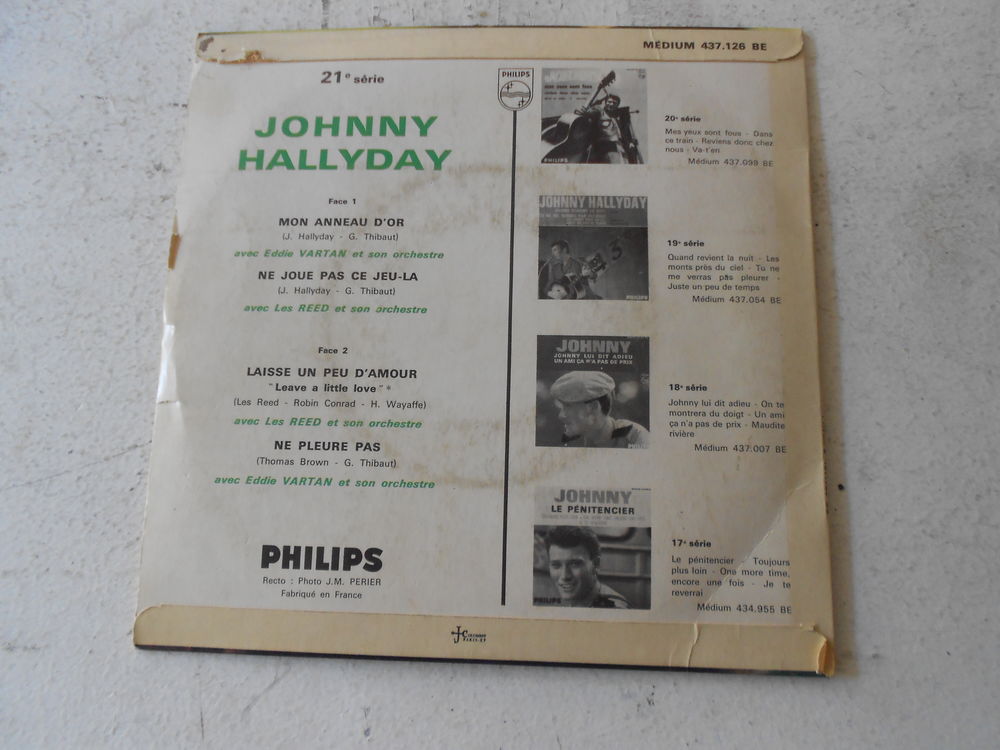 MÉDIUM 437.126 BE
21e série
JOHNNY
HALLYDAY
Face 1
MON ANNEAU D'OR
(J. Hallyday - G. Thibaut)
avec Eddie VARTAN et son orchestre
NE JOUE PAS CE JEU-LA
(J. Hallyday - G. Thibaut)
avec Les REED et son orchestre
Face 2
LAISSE UN PEU D'AMOUR
"Leave a little love" *
(Les Reed - Robin Conrad - H. Wayaffe)
avec Les REED et son orchestre
NE PLEURE PAS
(Thomas Brown - G. Thibaut)
avec Eddie VARTAN et son orchestre
PHILIPS
Recto : Photo J.M. PERIER
Fabriqué en France
PHILIPS
PHILIPS
20e série
Mes yeux sont fous - Dans
ce train - Reviens donc chez
nous - Va-t'en
Médium 437.099 BE
JOHNNY HALLYDAY
PHILIPS
19e série
Quand revient la nuit - Les
monts près du ciel - Tu ne
me verras pas pleurer -
Juste un peu de temps
Médium 437.054 BE
JOHNNY
JOHNNY LUI DIT ADIEU
UN AMI ÇA N'A PAS DE PRIX
PHILIPS
18e série
Johnny lui dit adieu - On te
montrera du doigt - Un ami
ça n'a pas de prix - Maudite
rivière
Médium 437.007 BE
JOHNNY
LE PÉNITENCIER
PHILIPS
17e série
Le pénitencier - Toujours
plus loin - One more time,
encore une fois - Je te
reverrai
Médium 434.955 BE